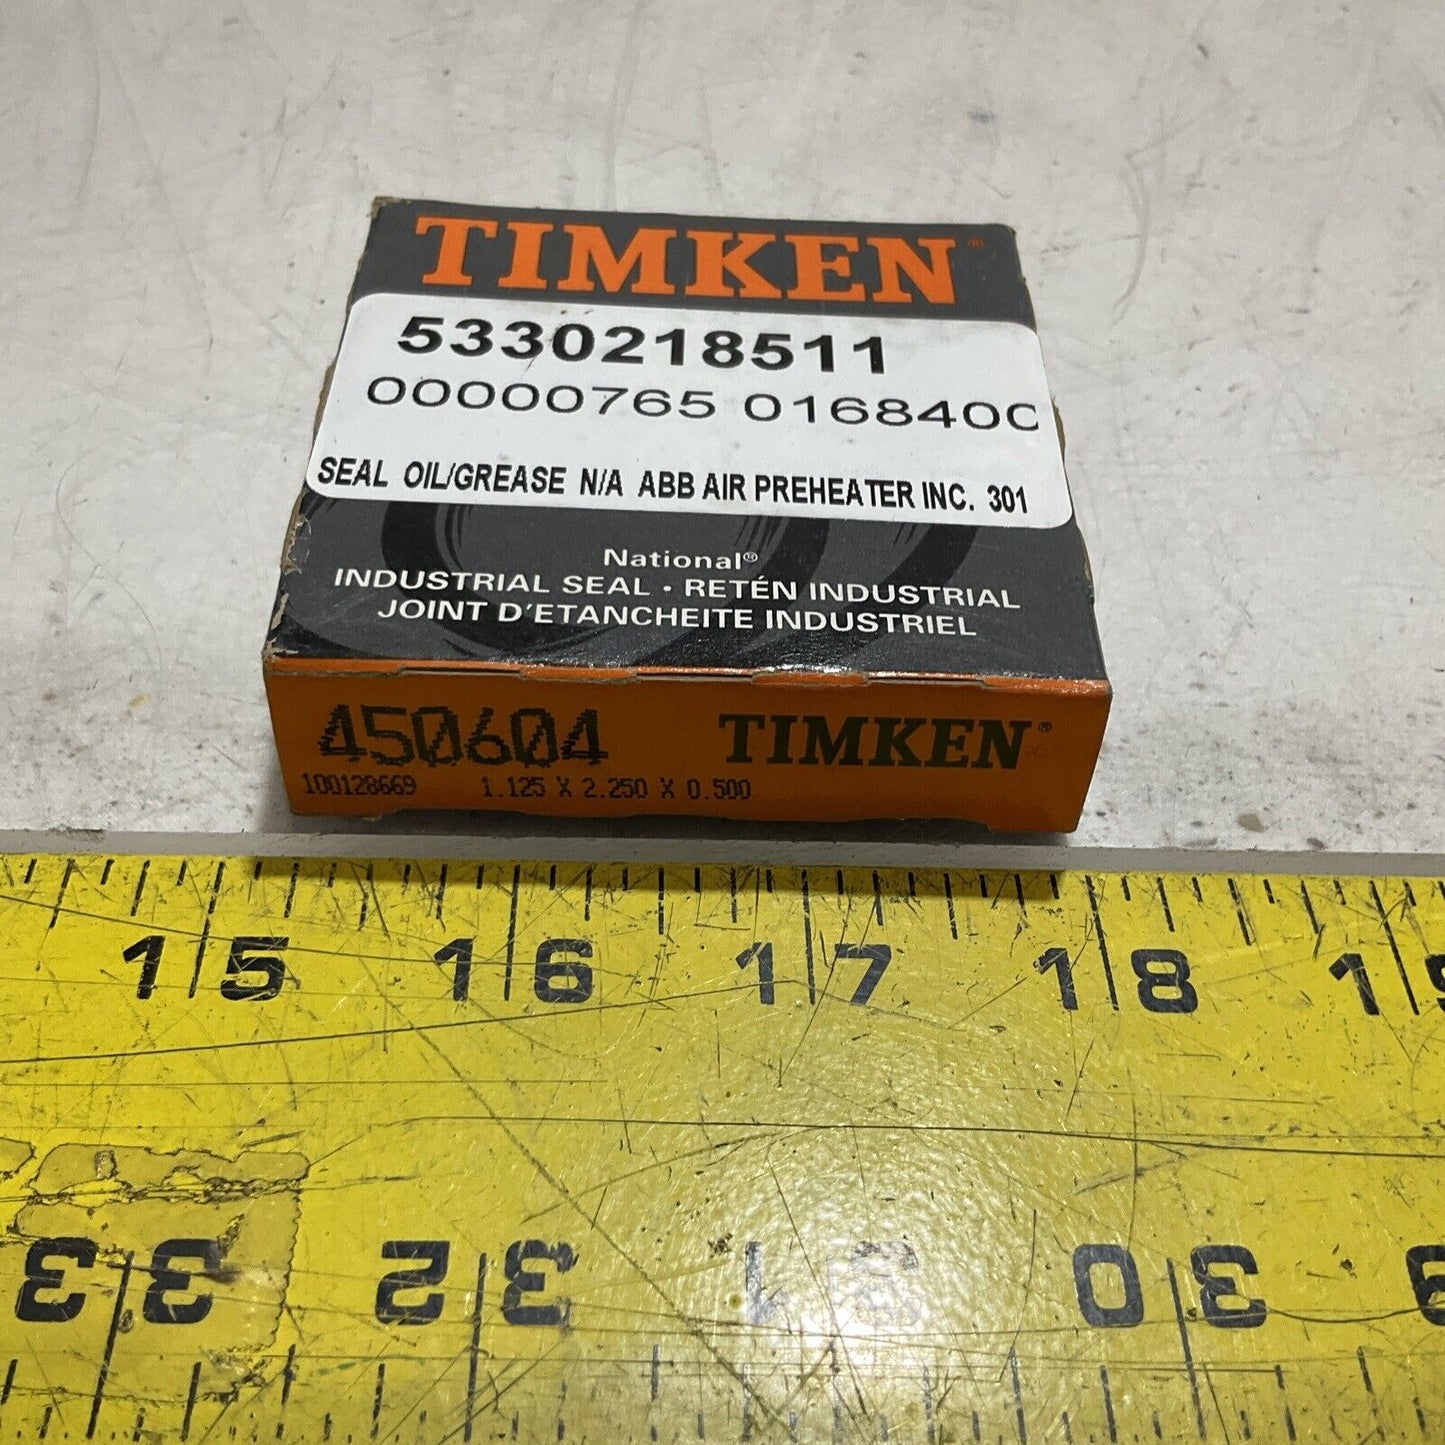 TIMKEN®
5330218511
00000765 016840C
SEAL OIL/GREASE N/A ABB AIR PREHEATER INC. 301
National®
INDUSTRIAL SEAL • RETÉN INDUSTRIAL
JOINT D'ETANCHEITE INDUSTRIEL
450604 TIMKEN®
100128669 1.125 X 2.250 X 0.500
15 16 17 18 19
33 32 31 30